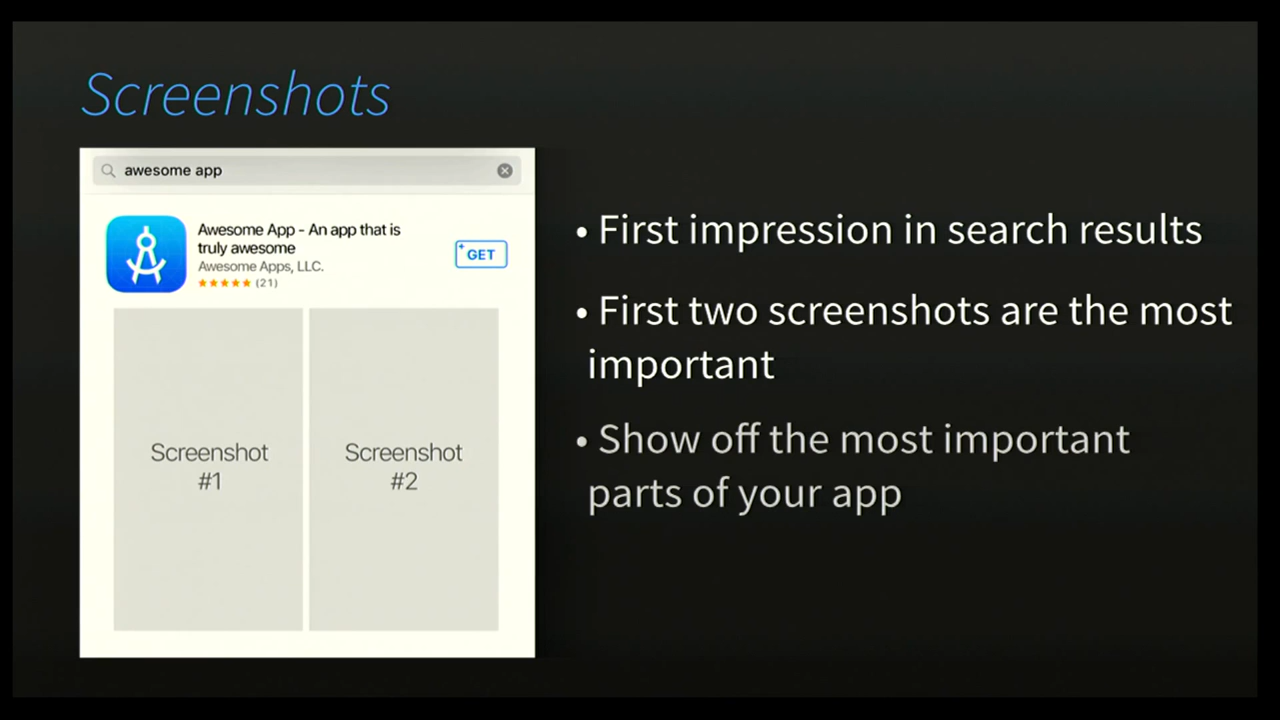 Screenshots
awesome app
Awesome App - An app that is
truly awesome
Awesome Apps, LLC.
(21)
+
GET
Screenshot
#1
Screenshot
#2
• First impression in search results
• First two screenshots are the most
important
• Show off the most important
parts of your app